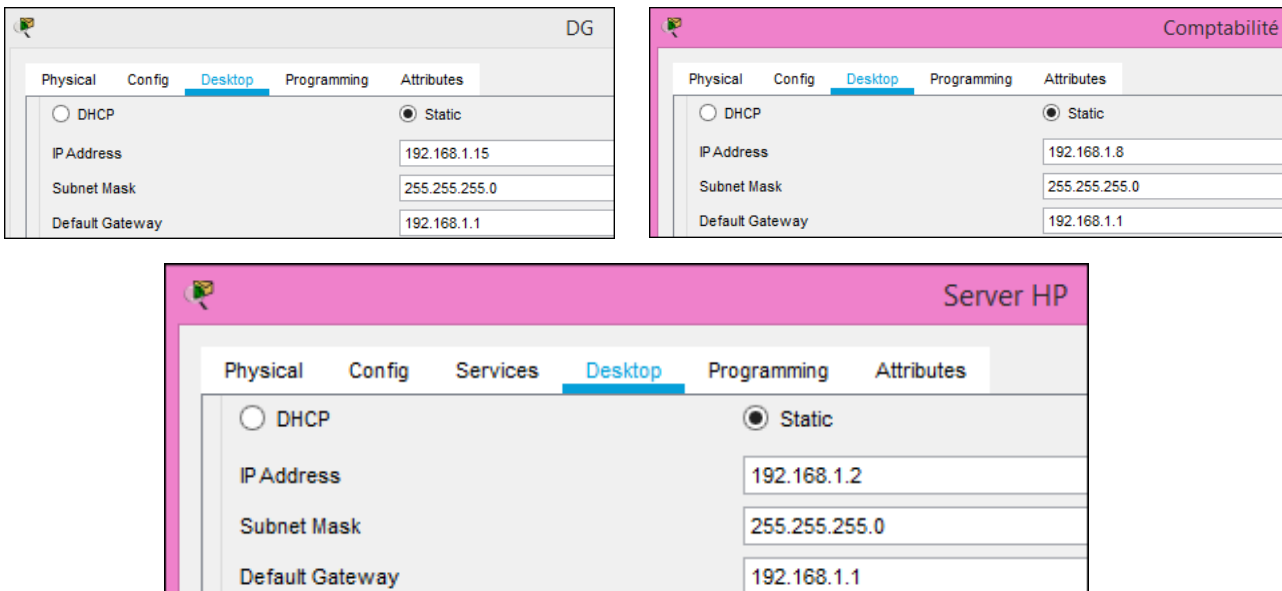 DG
Physical Config Desktop Programming Attributes
DHCP Static
IP Address 192.168.1.15
Subnet Mask 255.255.255.0
Default Gateway 192.168.1.1
Comptabilité
Physical Config Desktop Programming Attributes
DHCP Static
IP Address 192.168.1.8
Subnet Mask 255.255.255.0
Default Gateway 192.168.1.1
Server HP
Physical Config Services Desktop Programming Attributes
DHCP Static
IP Address 192.168.1.2
Subnet Mask 255.255.255.0
Default Gateway 192.168.1.1